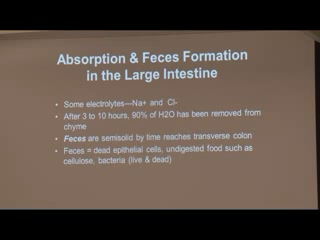 Absorption & Feces Formation
in the Large Intestine
• Some electrolytes—Na+ and Cl-
• After 3 to 10 hours, 90% of H2O has been removed from
chyme
• Feces are semisolid by time reaches transverse colon
• Feces = dead epithelial cells, undigested food such as
cellulose, bacteria (live & dead)